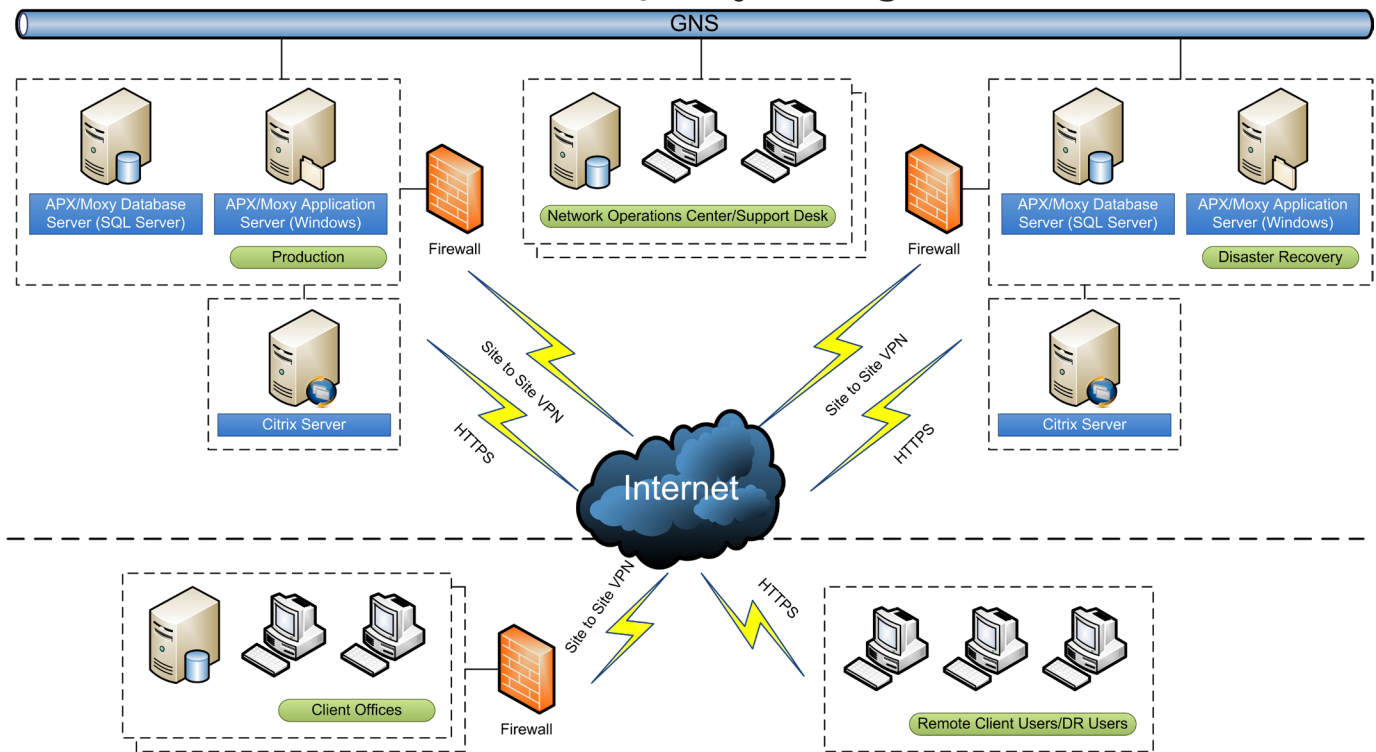 GNS
APX/Moxy Database
Server (SQL Server)
APX/Moxy Application
Server (Windows)
Production
Firewall
Network Operations Center/Support Desk
Firewall
APX/Moxy Database
Server (SQL Server)
APX/Moxy Application
Server (Windows)
Disaster Recovery
Citrix Server
Site to Site VPN
HTTPS
Site to Site VPN
HTTPS
Citrix Server
Internet
Site to Site VPN
HTTPS
Client Offices
Firewall
Remote Client Users/DR Users